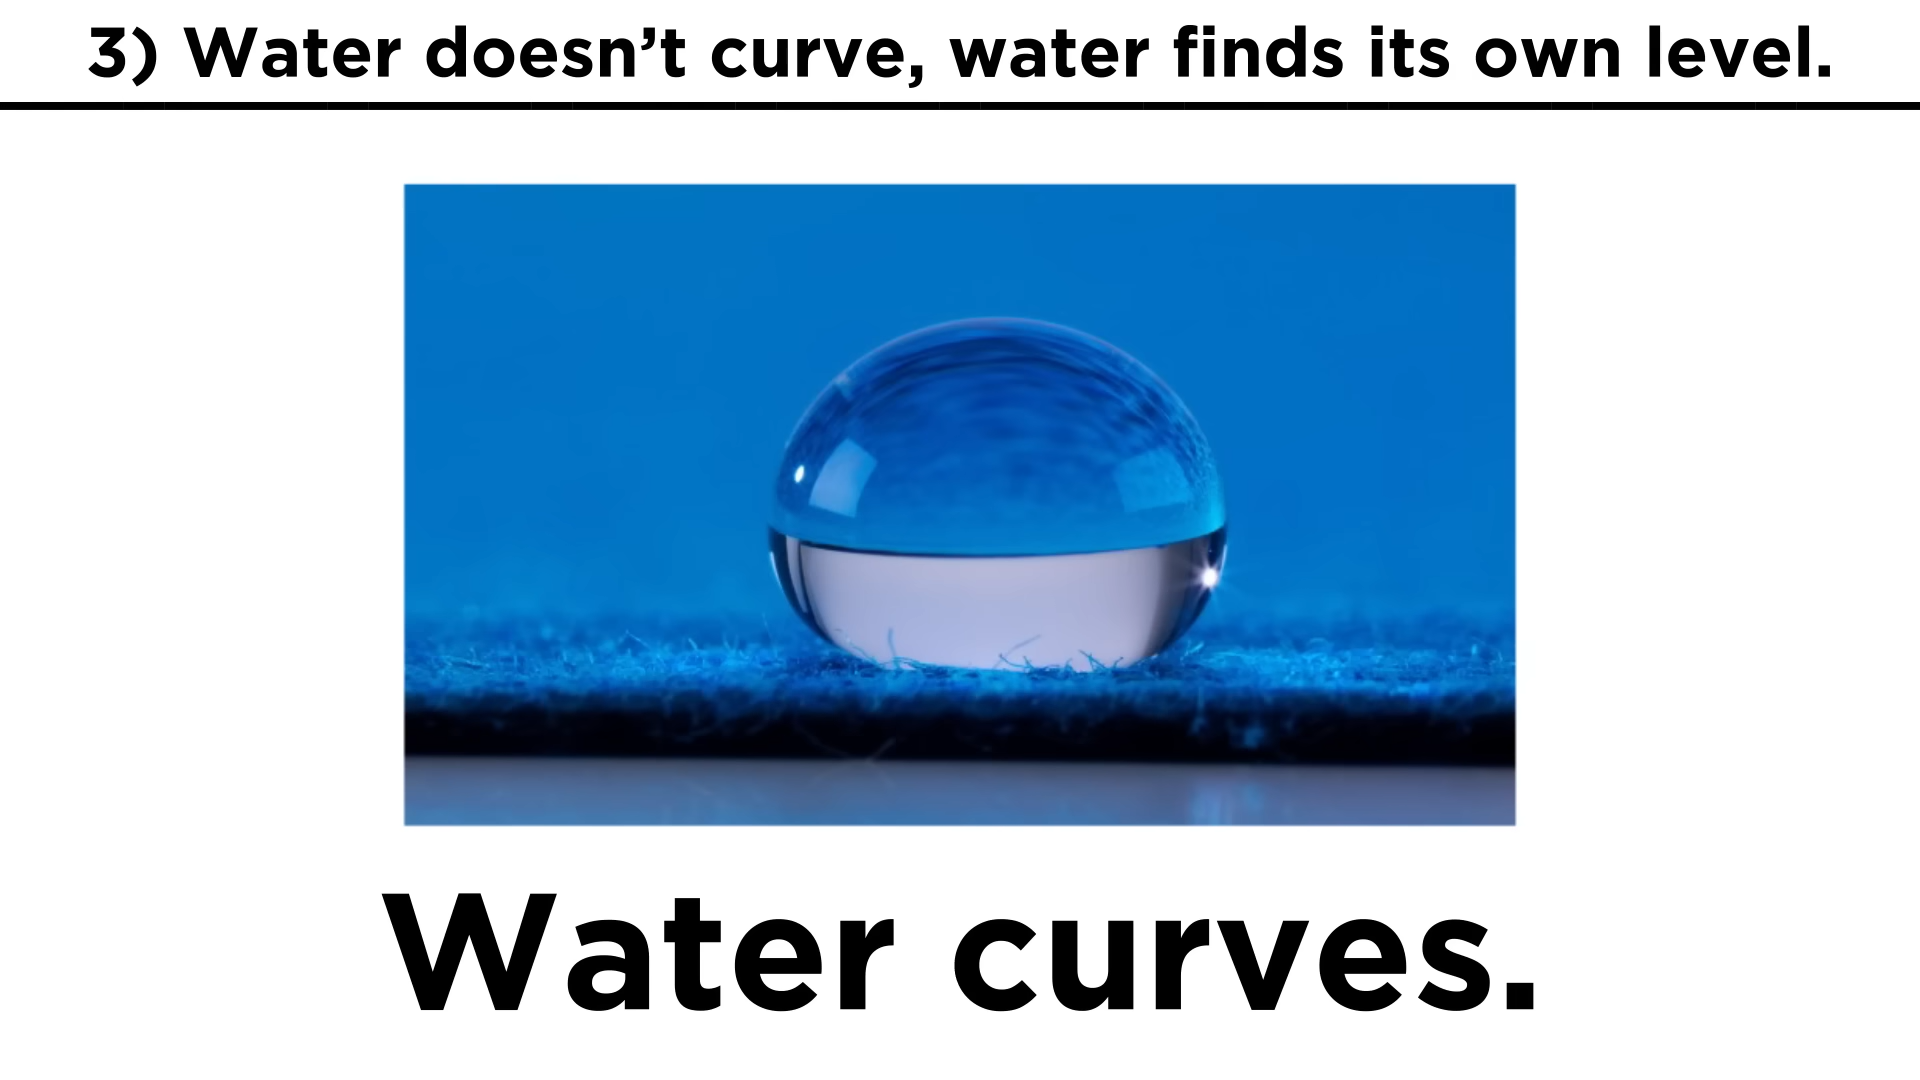 3) Water doesn’t curve, water finds its own level.
Water curves.